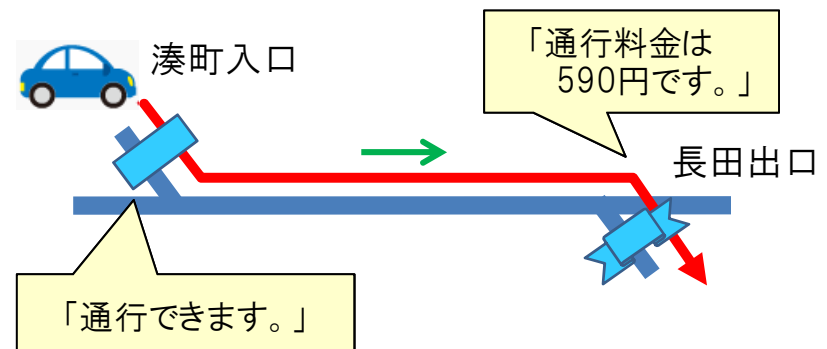 湊町入口
「通行料金は
590円です。」
長田出口
「通行できます。」